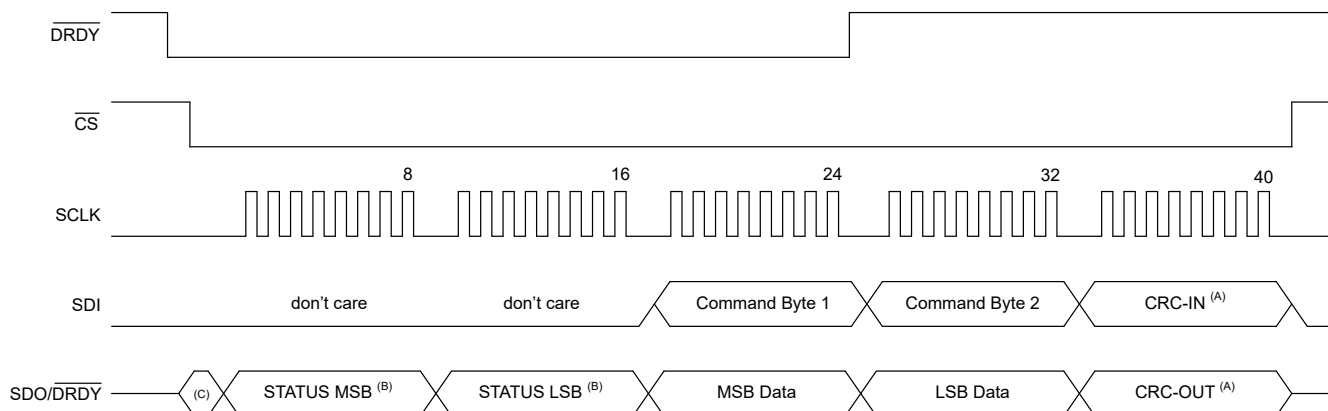 DRDY
CS
8 16 24 32 40
SCLK
SDI don't care don't care Command Byte 1 Command Byte 2 CRC-IN (A)
SDO/DRDY (C) STATUS MSB (B) STATUS LSB (B) MSB Data LSB Data CRC-OUT (A)